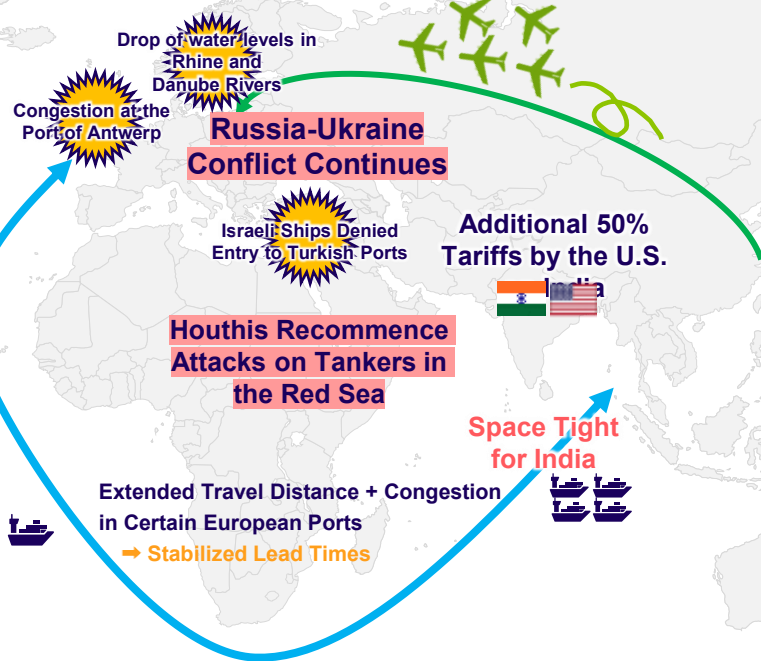 Drop of water levels in
Rhine and
Danube Rivers
Congestion at the
Port of Antwerp
Russia-Ukraine
Conflict Continues
Israeli Ships Denied
Entry to Turkish Ports
Additional 50%
Tariffs by the U.S.
India
Houthis Recommence
Attacks on Tankers in
the Red Sea
Space Tight
for India
Extended Travel Distance + Congestion
in Certain European Ports
➡ Stabilized Lead Times